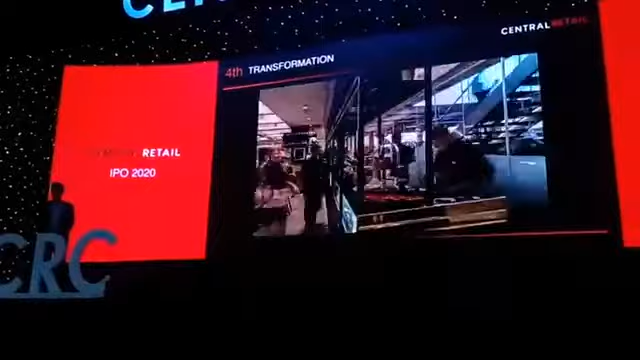 CENTRAL RETAIL
4th TRANSFORMATION
RETAIL
IPO 2020
CRC